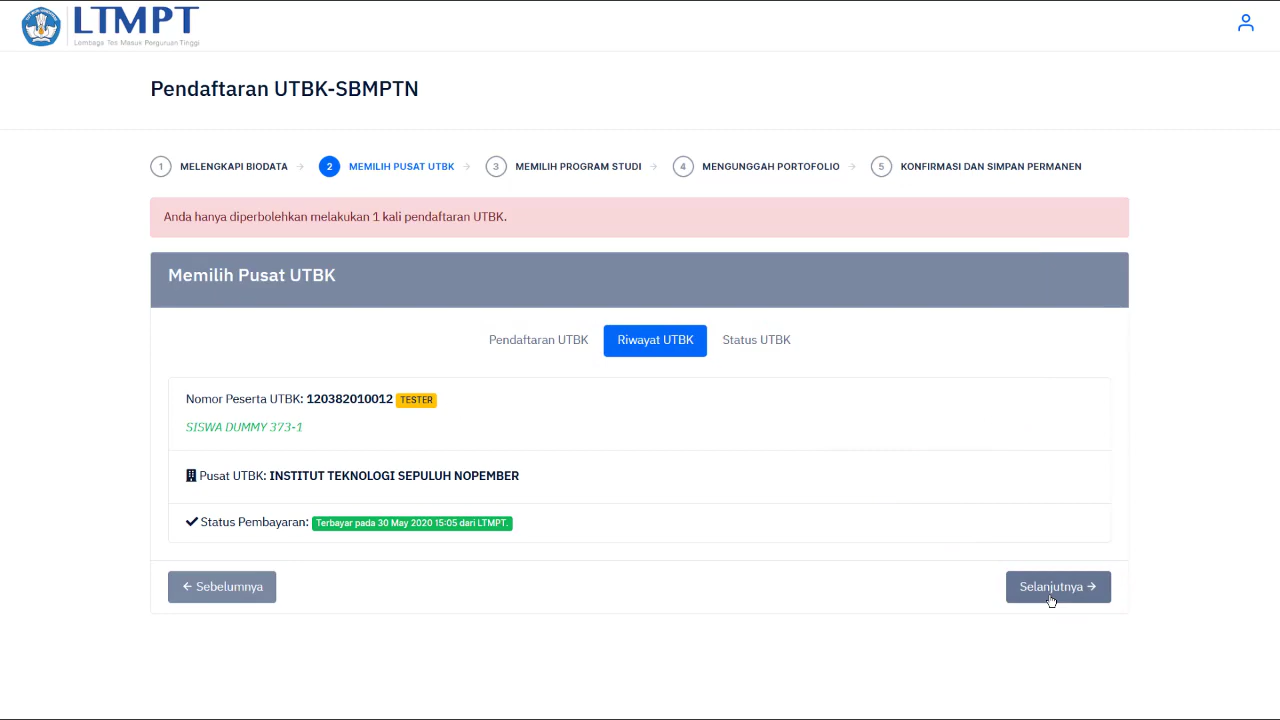 LTMPT
Lembaga Tes Masuk Perguruan Tinggi
Pendaftaran UTBK-SBMPTN
1 MELENGKAPI BIODATA → 2 MEMILIH PUSAT UTBK → 3 MEMILIH PROGRAM STUDI → 4 MENGUNGGAH PORTOFOLIO → 5 KONFIRMASI DAN SIMPAN PERMANEN
Anda hanya diperbolehkan melakukan 1 kali pendaftaran UTBK.
Memilih Pusat UTBK
Pendaftaran UTBK Riwayat UTBK Status UTBK
Nomor Peserta UTBK: 120382010012 TESTER
SISWA DUMMY 373-1
Pusat UTBK: INSTITUT TEKNOLOGI SEPULUH NOPEMBER
Status Pembayaran: Terbayar pada 30 May 2020 15:05 dari LTMPT.
← Sebelumnya Selanjutnya →